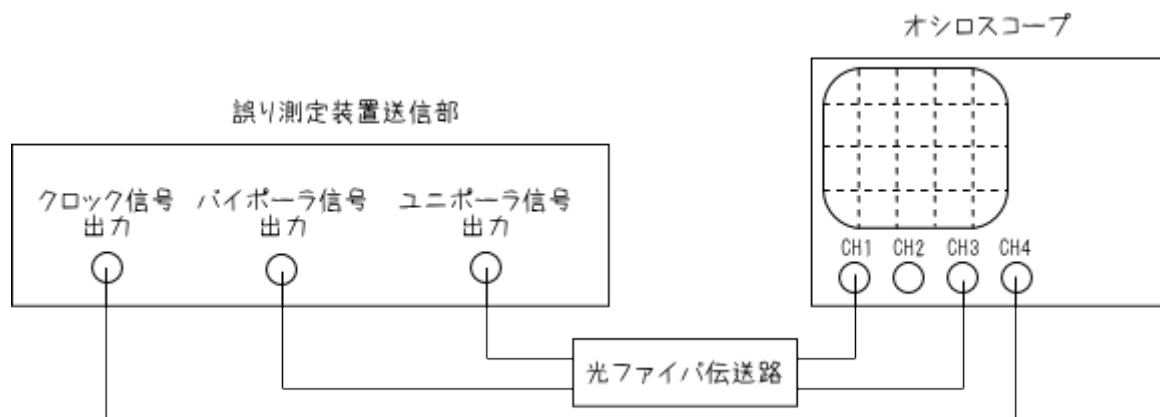 オシロスコープ
誤り測定装置送信部
クロック信号
出力
バイポーラ信号
出力
ユニポーラ信号
出力
CH1
CH2
CH3
CH4
光ファイバ伝送路